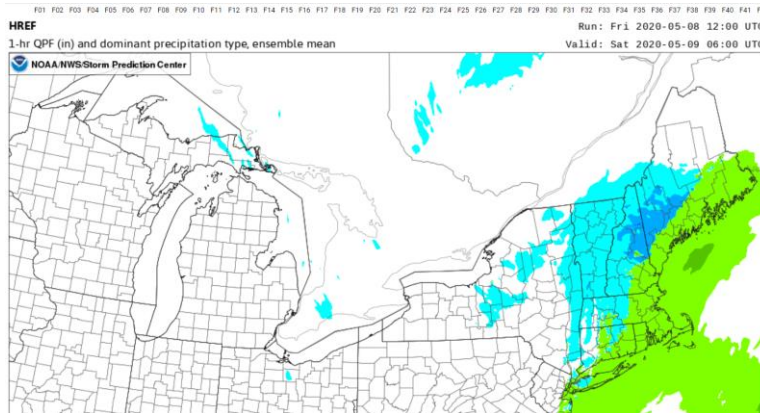 F01 F02 F03 F04 F05 F06 F07 F08 F09 F10 F11 F12 F13 F14 F15 F16 F17 F18 F19 F20 F21 F22 F23 F24 F25 F26 F27 F28 F29 F30 F31 F32 F33 F34 F35 F36 F37 F38 F39 F40 F41
HREF Run: Fri 2020-05-08 12:00 UTC
1-hr QPF (in) and dominant precipitation type, ensemble mean Valid: Sat 2020-05-09 06:00 UTC
NOAA/NWS/Storm Prediction Center